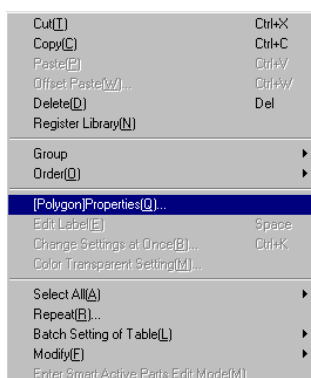 Cut(T) Ctrl+X
Copy(C) Ctrl+C
Paste(P) Ctrl+V
Offset Paste(W)... Ctrl+W
Delete(D) Del
Register Library(N)
Group
Order(O)
[Polygon]Properties(Q)...
Edit Label(E) Space
Change Settings at Once(B)... Ctrl+K
Color Transparent Setting(M)...
Select All(A)
Repeat(R)...
Batch Setting of Table(L)
Modify(F)
Enter Smart Active Parts Edit Mode(M)